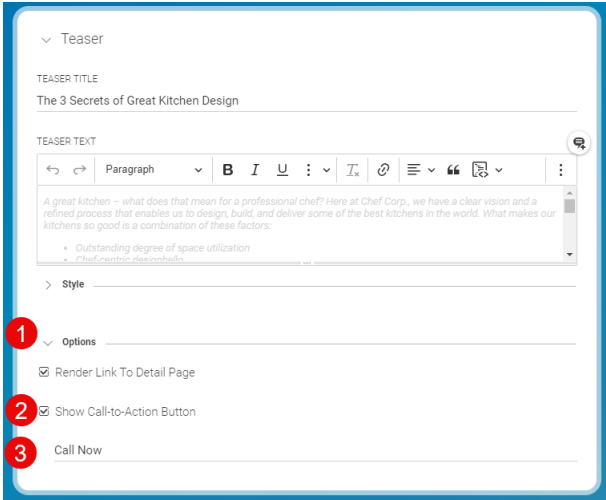 Teaser
TEASER TITLE
The 3 Secrets of Great Kitchen Design
TEASER TEXT
Paragraph B I U Tx
A great kitchen – what does that mean for a professional chef? Here at Chef Corp., we have a clear vision and a
refined process that enables us to design, build, and deliver some of the best kitchens in the world. What makes our
kitchens so good is a combination of these factors:
• Outstanding degree of space utilization
• Chef-centric designhello
Style
1
Options
Render Link To Detail Page
2 Show Call-to-Action Button
3 Call Now